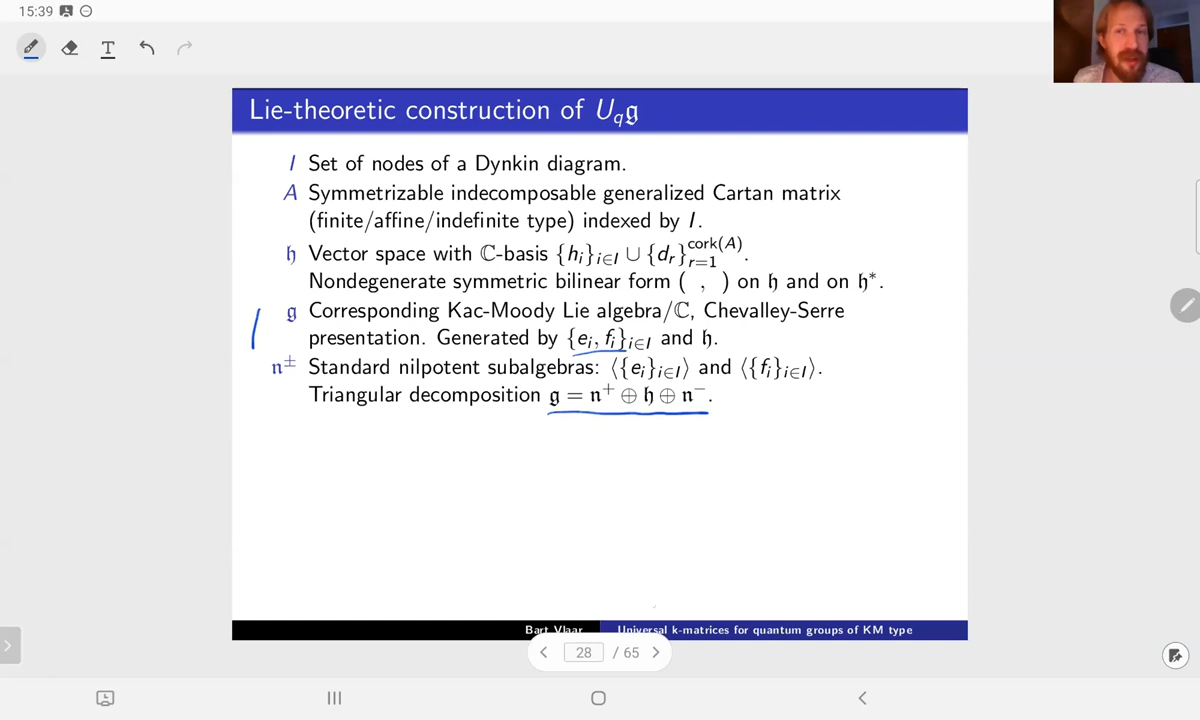 15:39
Lie-theoretic construction of U_q𝔤
I Set of nodes of a Dynkin diagram.
A Symmetrizable indecomposable generalized Cartan matrix
(finite/affine/indefinite type) indexed by I.
𝔥 Vector space with ℂ-basis {h_i}_{i∈I} ∪ {d_r}_{r=1}^{cork(A)}.
Nondegenerate symmetric bilinear form ( , ) on 𝔥 and on 𝔥*.
𝔤 Corresponding Kac-Moody Lie algebra/ℂ, Chevalley-Serre
presentation. Generated by {e_i, f_i}_{i∈I} and 𝔥.
𝔫^± Standard nilpotent subalgebras: ⟨{e_i}_{i∈I}⟩ and ⟨{f_i}_{i∈I}⟩.
Triangular decomposition 𝔤 = 𝔫^+ ⊕ 𝔥 ⊕ 𝔫^−.
Bart Vlaar Universal k-matrices for quantum groups of KM type
28 / 65